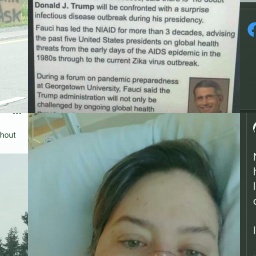 Donald J. Trump will be confronted with a surprise
infectious disease outbreak during his presidency.
Fauci has led the NIAID for more than 3 decades, advising
the past five United States presidents on global health
threats from the early days of the AIDS epidemic in the
1980s through to the current Zika virus outbreak.
During a forum on pandemic preparedness
at Georgetown University, Fauci said the
Trump administration will not only be
challenged by ongoing global health
hout